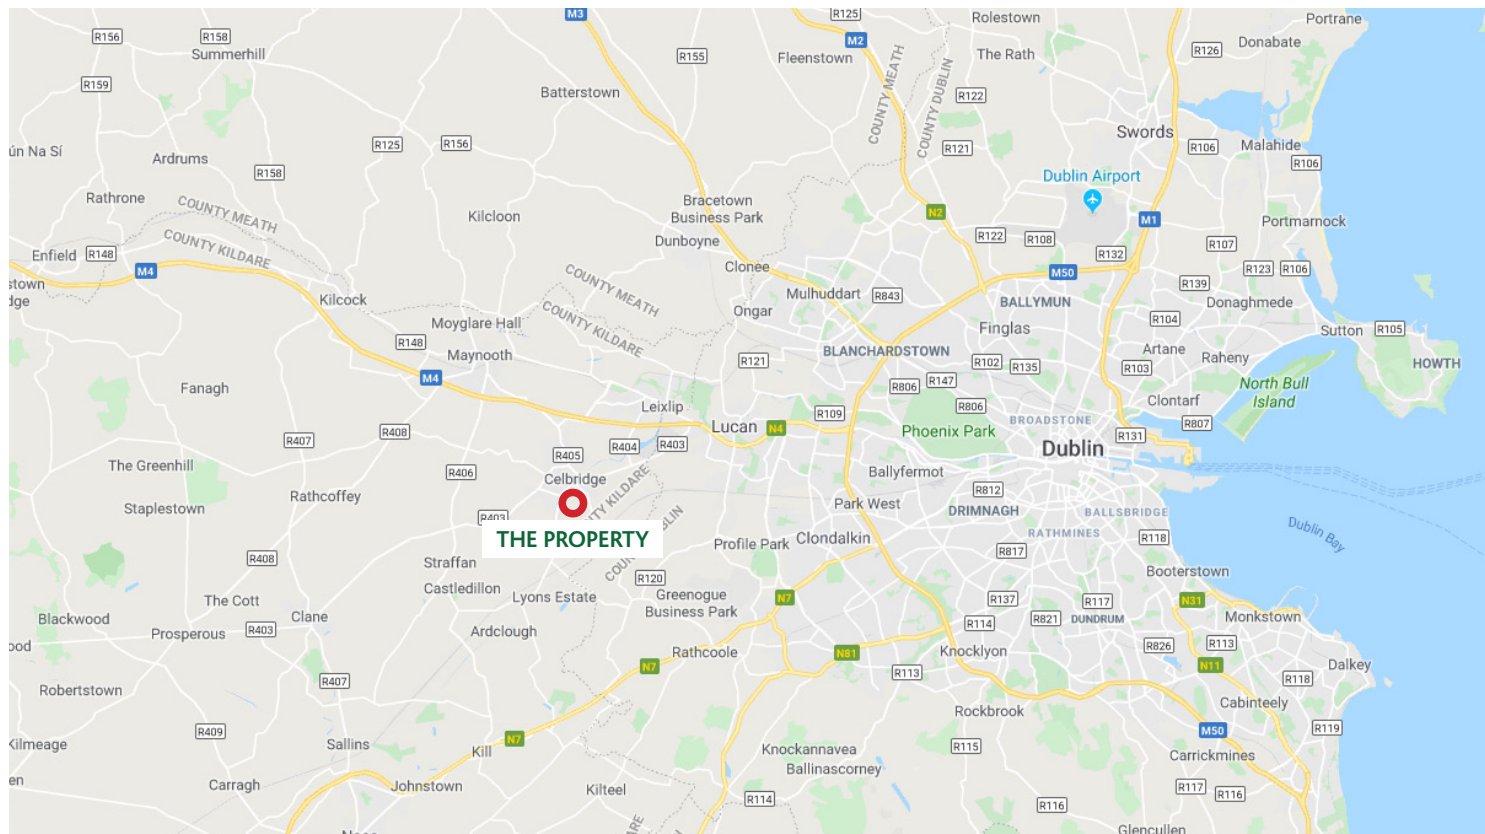 M3
R125
Rolestown
Portrane
R156
R158
M2
Donabate
Summerhill
R155
Fleenstown
The Rath
R126
R159
Batterstown
COUNTY MEATH
COUNTY DUBLIN
R122
Swords
R125
R156
R121
R106
Malahide
ún Na Sí
Ardrums
R158
R106
Dublin Airport
Rathrone
COUNTY MEATH
Kilcloon
Bracetown
Business Park
N2
M1
Portmarnock
COUNTY KILDARE
Dunboyne
R122
R108
R107
Enfield
R148
M4
Clonee
R132
R123
R106
stown
dge
COUNTY MEATH
M50
R139
Kilcock
Mulhuddart
R843
BALLYMUN
Donaghmede
Moyglare Hall
COUNTY KILDARE
Ongar
Finglas
R104
Sutton
R105
R148
Maynooth
R121
BLANCHARDSTOWN
R102
R135
Artane
Raheny
HOWTH
R103
M4
Fanagh
R806
R147
North Bull
Island
Leixlip
R109
R806
Clontarf
Lucan
N4
Phoenix Park
BROADSTONE
R807
R407
R408
R404
R403
Dublin
R131
R405
The Greenhill
R406
Celbridge
Ballyfermot
COUNTY KILDARE
Rathcoffey
R812
Staplestown
R403
Park West
DRIMNAGH
BALLSBRIDGE
THE PROPERTY
COUNTY DUBLIN
RATHMINES
Dublin Bay
Profile Park
Clondalkin
R118
R408
Straffan
R817
R120
Booterstown
Castledillon
Lyons Estate
Greenogue
Business Park
N7
R137
R117
N31
The Cott
Clane
Blackwood
R403
Prosperous
Ardclough
R114
R821
DUNDRUM
Monkstown
ood
Rathcoole
N81
Knocklyon
R826
R113
N7
R113
N11
Dalkey
R407
R118
Robertstown
Cabinteely
Rockbrook
R409
N7
M50
R119
Kilmeage
Sallins
Kill
Knockannavea
R115
Carrickmines
Ballinascorney
en
Carragh
Johnstown
Kilteel
R114
R117
R116
R116
Glencullen